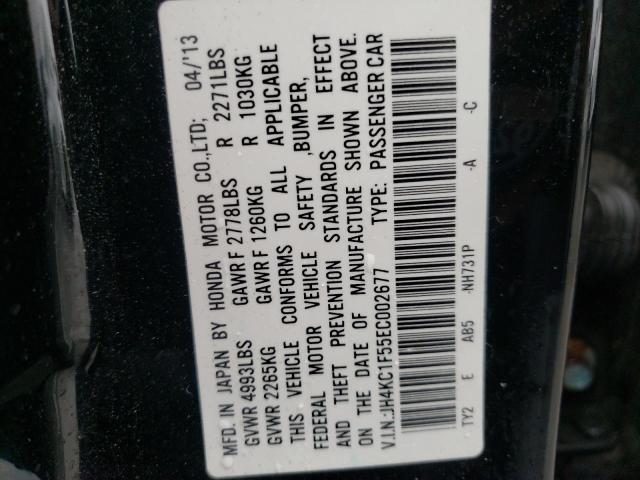 MFD. IN JAPAN BY HONDA MOTOR CO.,LTD; 04/'13
GVWR 4993LBS GAWR F 2778LBS R 2271LBS
GVWR 2265KG GAWR F 1260KG R 1030KG
THIS VEHICLE CONFORMS TO ALL APPLICABLE
FEDERAL MOTOR VEHICLE SAFETY ,BUMPER,
AND THEFT PREVENTION STANDARDS IN EFFECT
ON THE DATE OF MANUFACTURE SHOWN ABOVE.
V.I.N.:JH4KC1F55EC002677 TYPE: PASSENGER CAR
TY2 E AB5 -NH731P -A -C